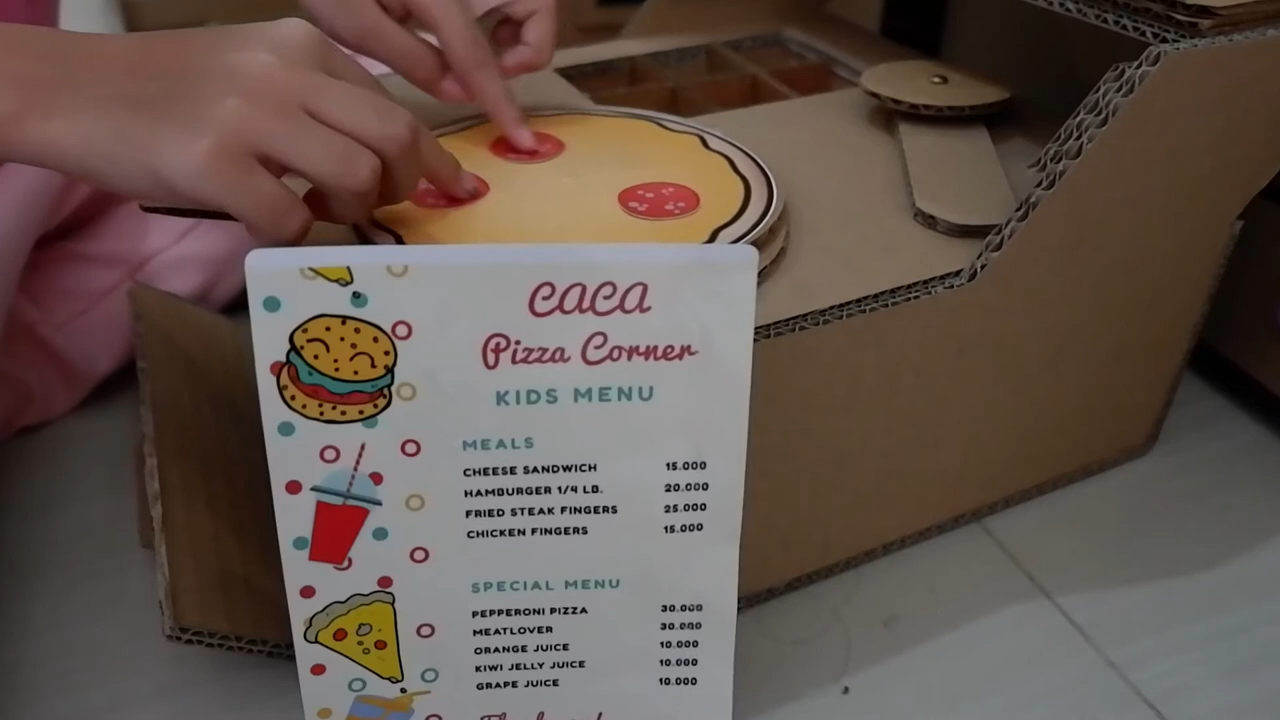 CACA
Pizza Corner
KIDS MENU
MEALS
CHEESE SANDWICH 15.000
HAMBURGER 1/4 LB. 20.000
FRIED STEAK FINGERS 25.000
CHICKEN FINGERS 15.000
SPECIAL MENU
PEPPERONI PIZZA 30.000
MEATLOVER 30.000
ORANGE JUICE 10.000
KIWI JELLY JUICE 10.000
GRAPE JUICE 10.000